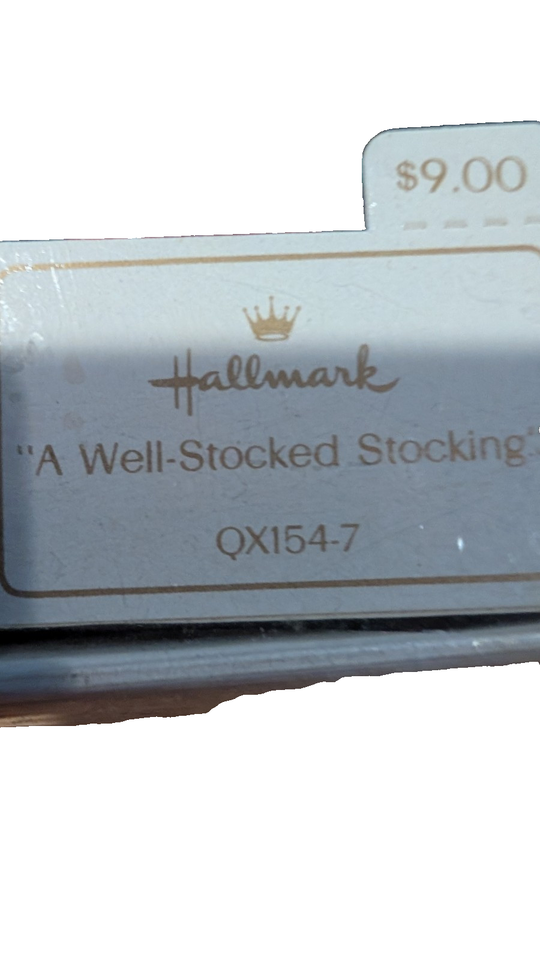 $9.00
Hallmark
"A Well-Stocked Stocking"
QX154-7